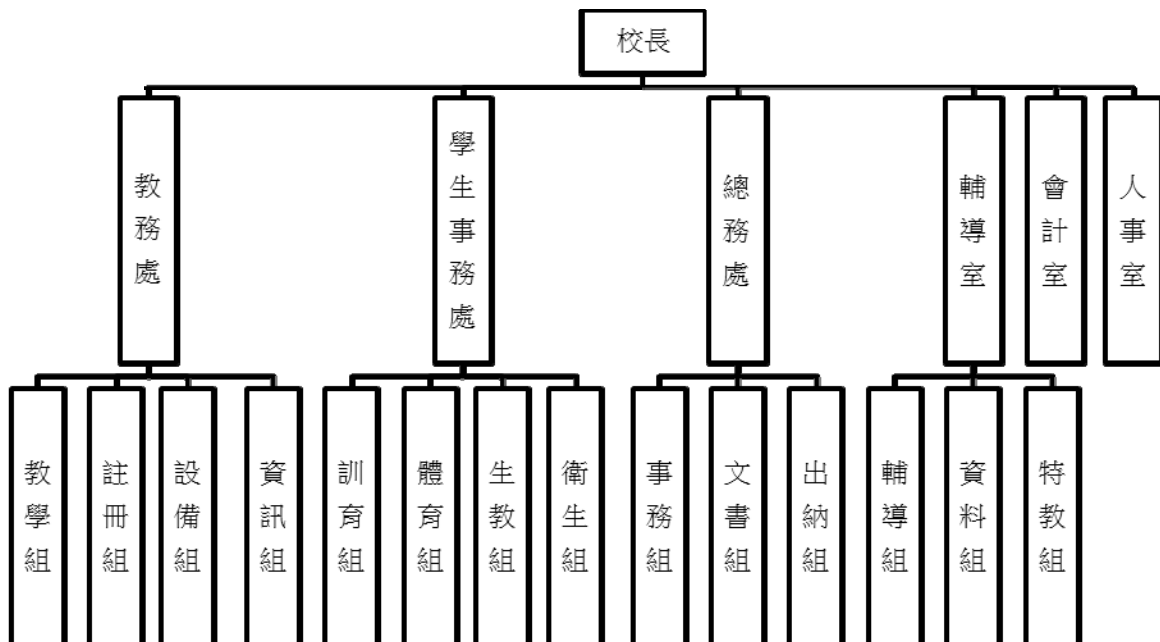 校長
教務處
學生事務處
總務處
輔導室
會計室
人事室
教學組
註冊組
設備組
資訊組
訓育組
體育組
生教組
衛生組
事務組
文書組
出納組
輔導組
資料組
特教組